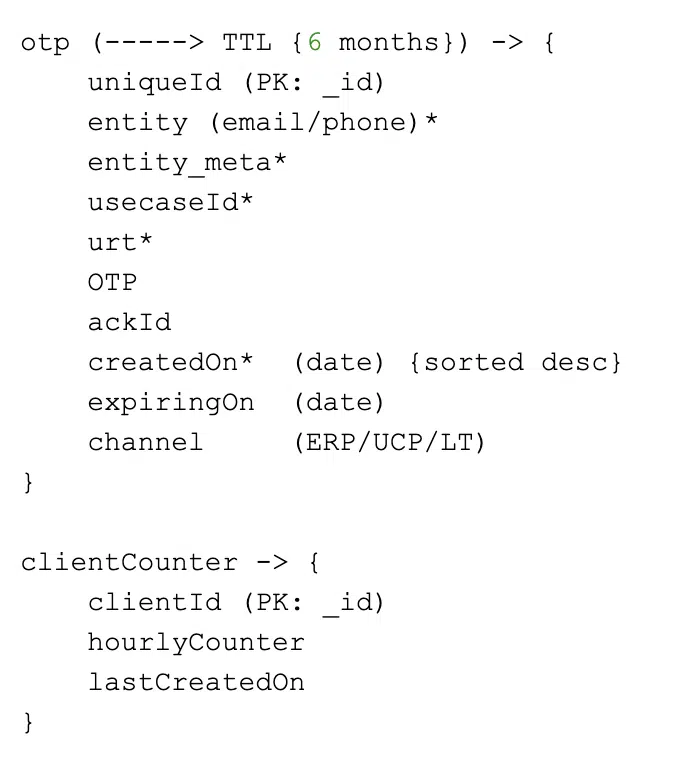 otp (-----> TTL {6 months}) -> {
    uniqueId (PK: _id)
    entity (email/phone)*
    entity_meta*
    usecaseId*
    urt*
    OTP
    ackId
    createdOn*  (date) {sorted desc}
    expiringOn  (date)
    channel     (ERP/UCP/LT)
}
clientCounter -> {
    clientId (PK: _id)
    hourlyCounter
    lastCreatedOn
}